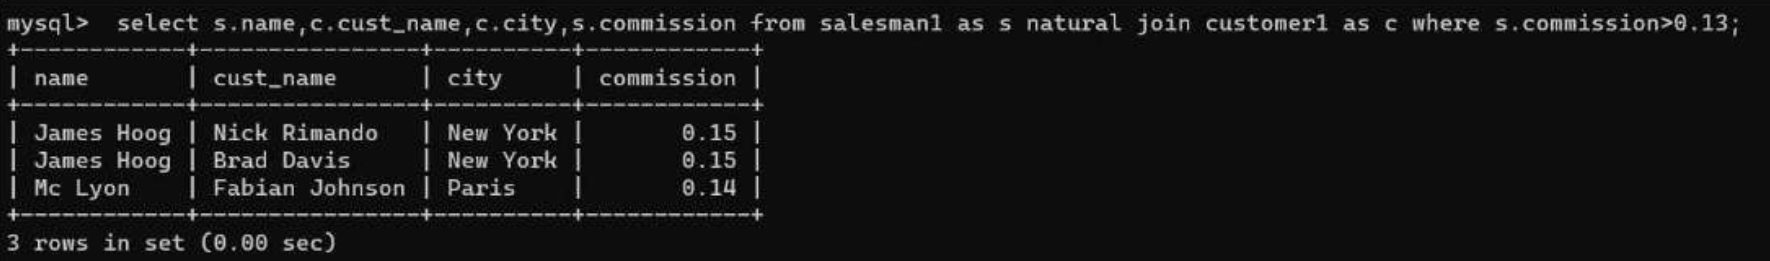 mysql>  select s.name,c.cust_name,c.city,s.commission from salesman1 as s natural join customer1 as c where s.commission>0.13;
+------------+----------------+----------+------------+
| name       | cust_name      | city     | commission |
+------------+----------------+----------+------------+
| James Hoog | Nick Rimando   | New York |       0.15 |
| James Hoog | Brad Davis     | New York |       0.15 |
| Mc Lyon    | Fabian Johnson | Paris    |       0.14 |
+------------+----------------+----------+------------+
3 rows in set (0.00 sec)